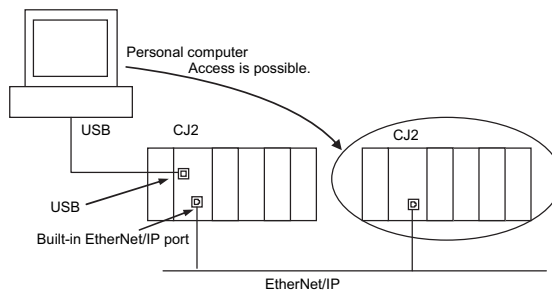 Personal computer
Access is possible.
USB
CJ2
CJ2
USB
Built-in EtherNet/IP port
EtherNet/IP